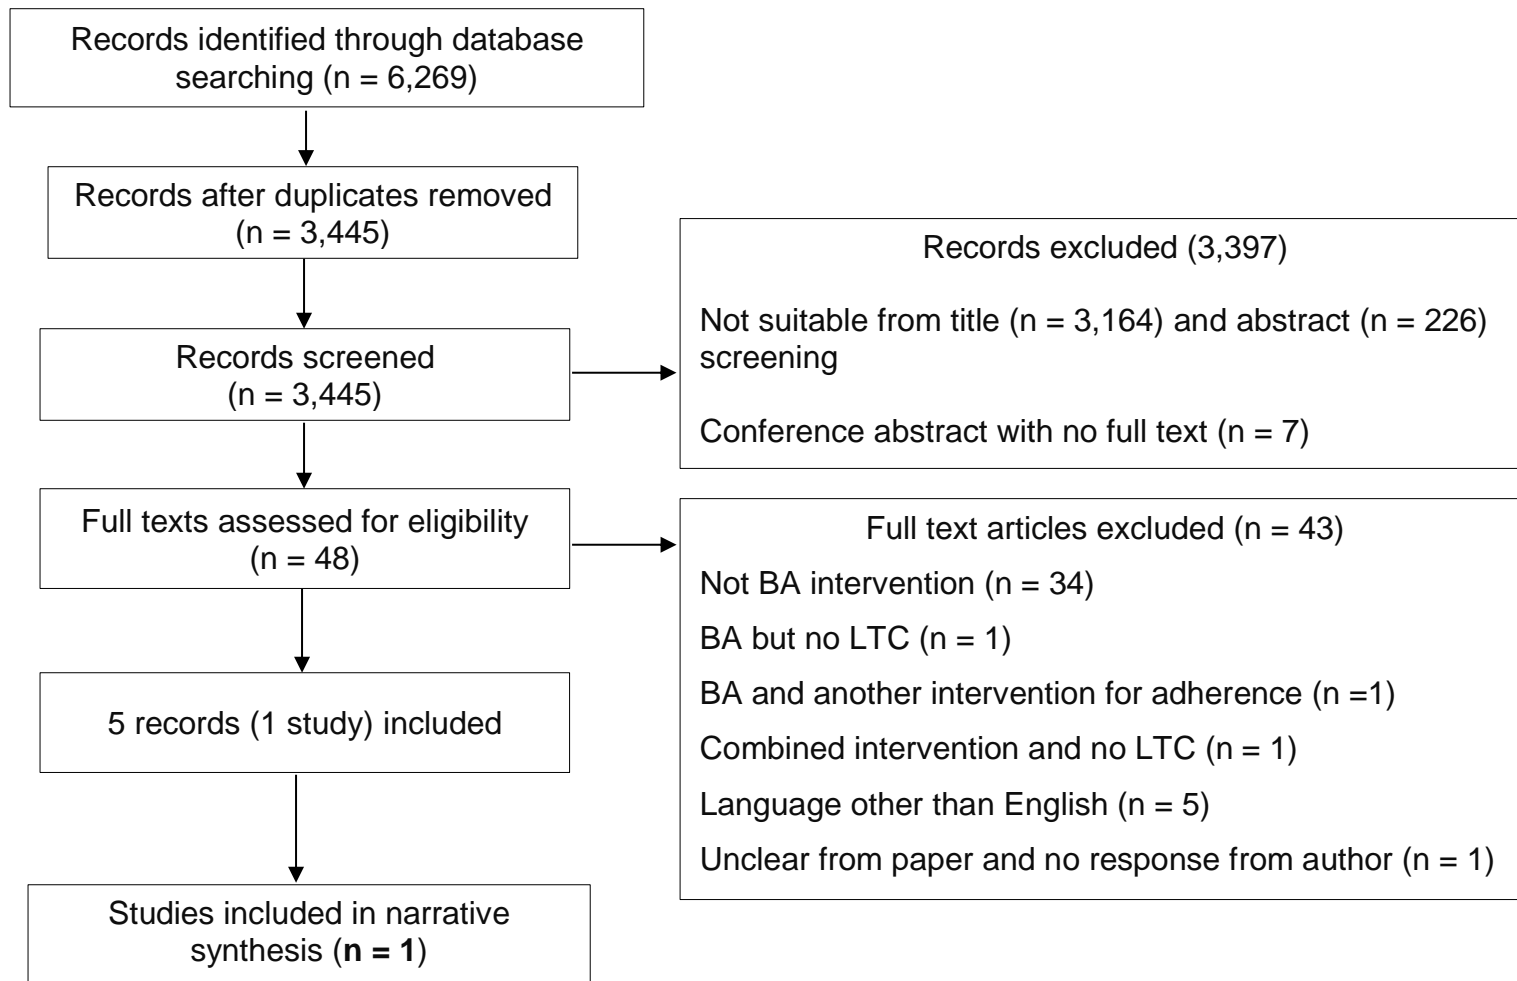 Records identified through database
searching (n = 6,269)
Records after duplicates removed
(n = 3,445)
Records screened
(n = 3,445)
Records excluded (3,397)
Not suitable from title (n = 3,164) and abstract (n = 226)
screening
Conference abstract with no full text (n = 7)
Full texts assessed for eligibility
(n = 48)
Full text articles excluded (n = 43)
Not BA intervention (n = 34)
BA but no LTC (n = 1)
BA and another intervention for adherence (n =1)
Combined intervention and no LTC (n = 1)
Language other than English (n = 5)
Unclear from paper and no response from author (n = 1)
5 records (1 study) included
Studies included in narrative
synthesis (n = 1)